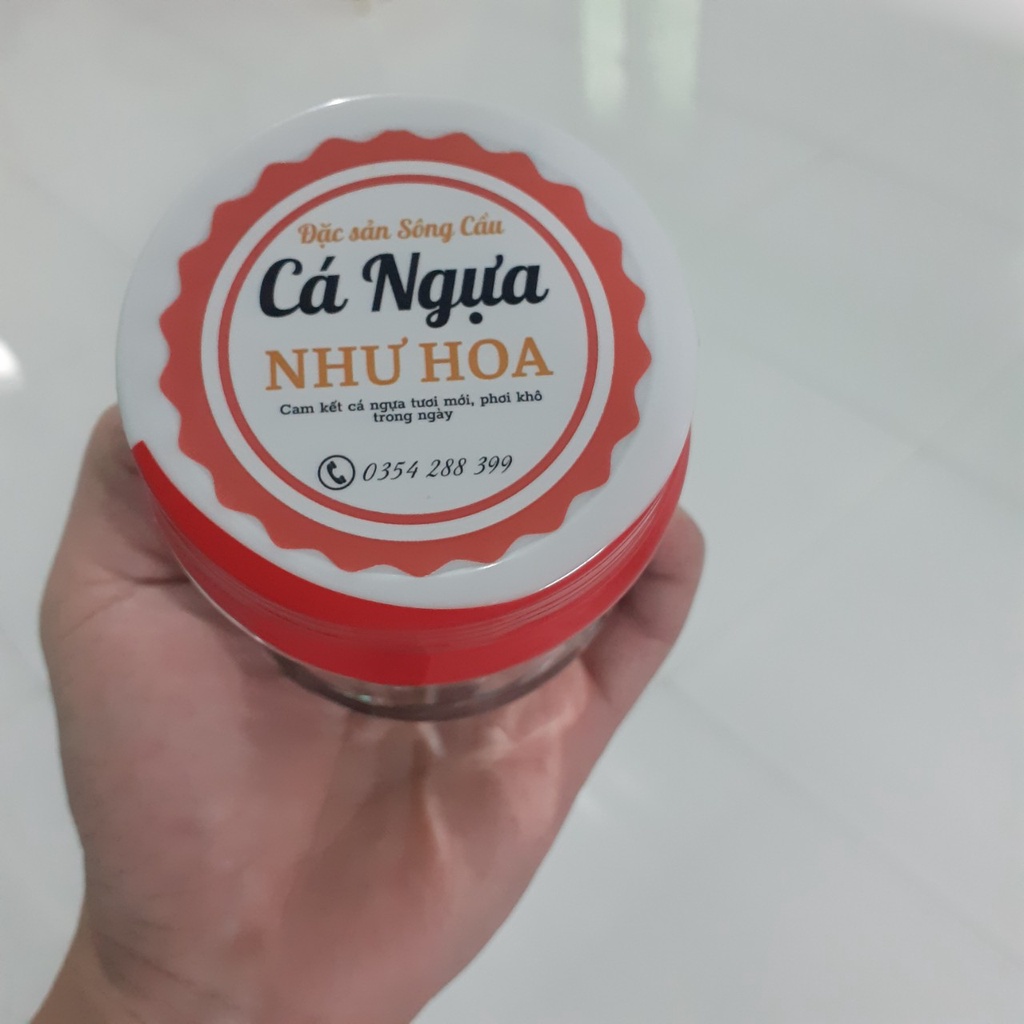 Đặc sản Sông Cầu
Cá Ngựa
NHƯ HOA
Cam kết cá ngựa tươi mới, phơi khô
trong ngày
0354 288 399